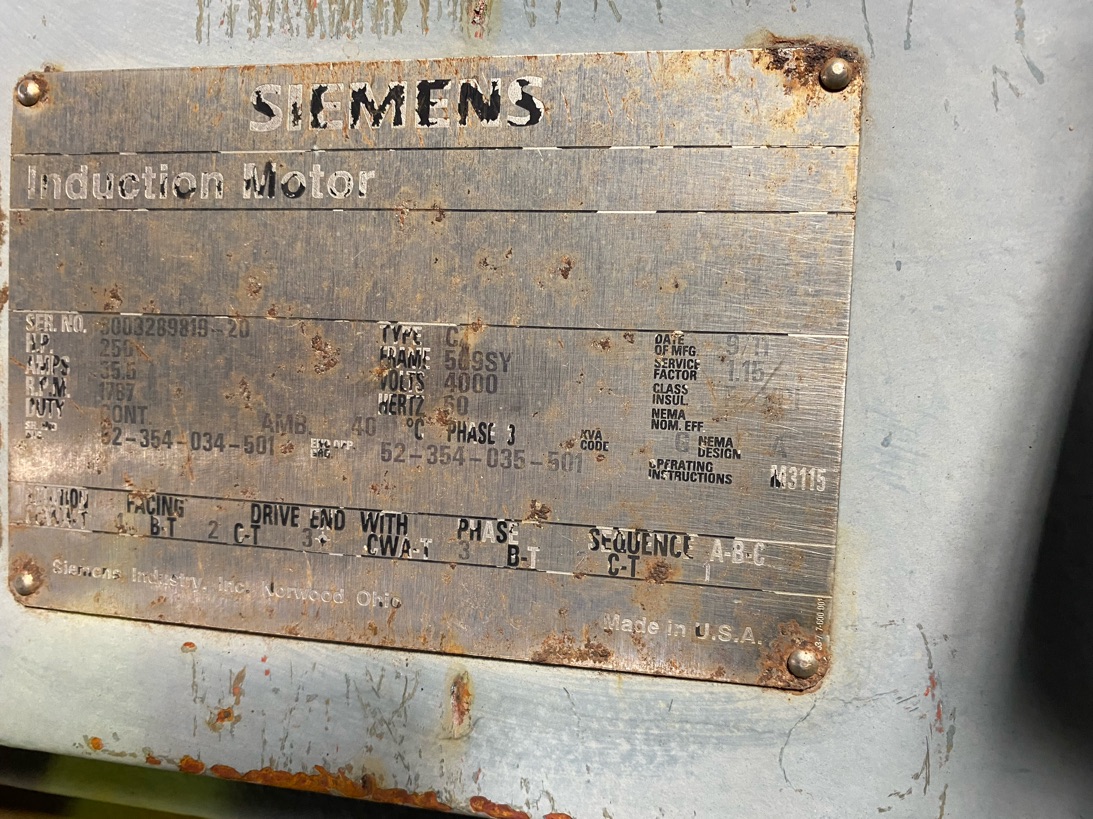 SIEMENS
Induction Motor
SER. NO. 3003289819-20 TYPE DATE OF MFG. 9/11
H.P. 250 FRAME 509SY SERVICE FACTOR 1.15
AMPS 35.5 VOLTS 4000 CLASS INSUL.
R.P.M. 1787 HERTZ 60 NEMA NOM. EFF
DUTY CONT AMB. 40 °C PHASE 3 KVA CODE G NEMA DESIGN A
52-354-034-501 52-354-035-501 OPERATING INSTRUCTIONS M3115
FACING DRIVE END WITH PHASE SEQUENCE A-B-C
B-T 2 C-T 3 CWA-T 3 B-T C-T 1
Siemens Industry, Inc. Norwood Ohio
Made in U.S.A.